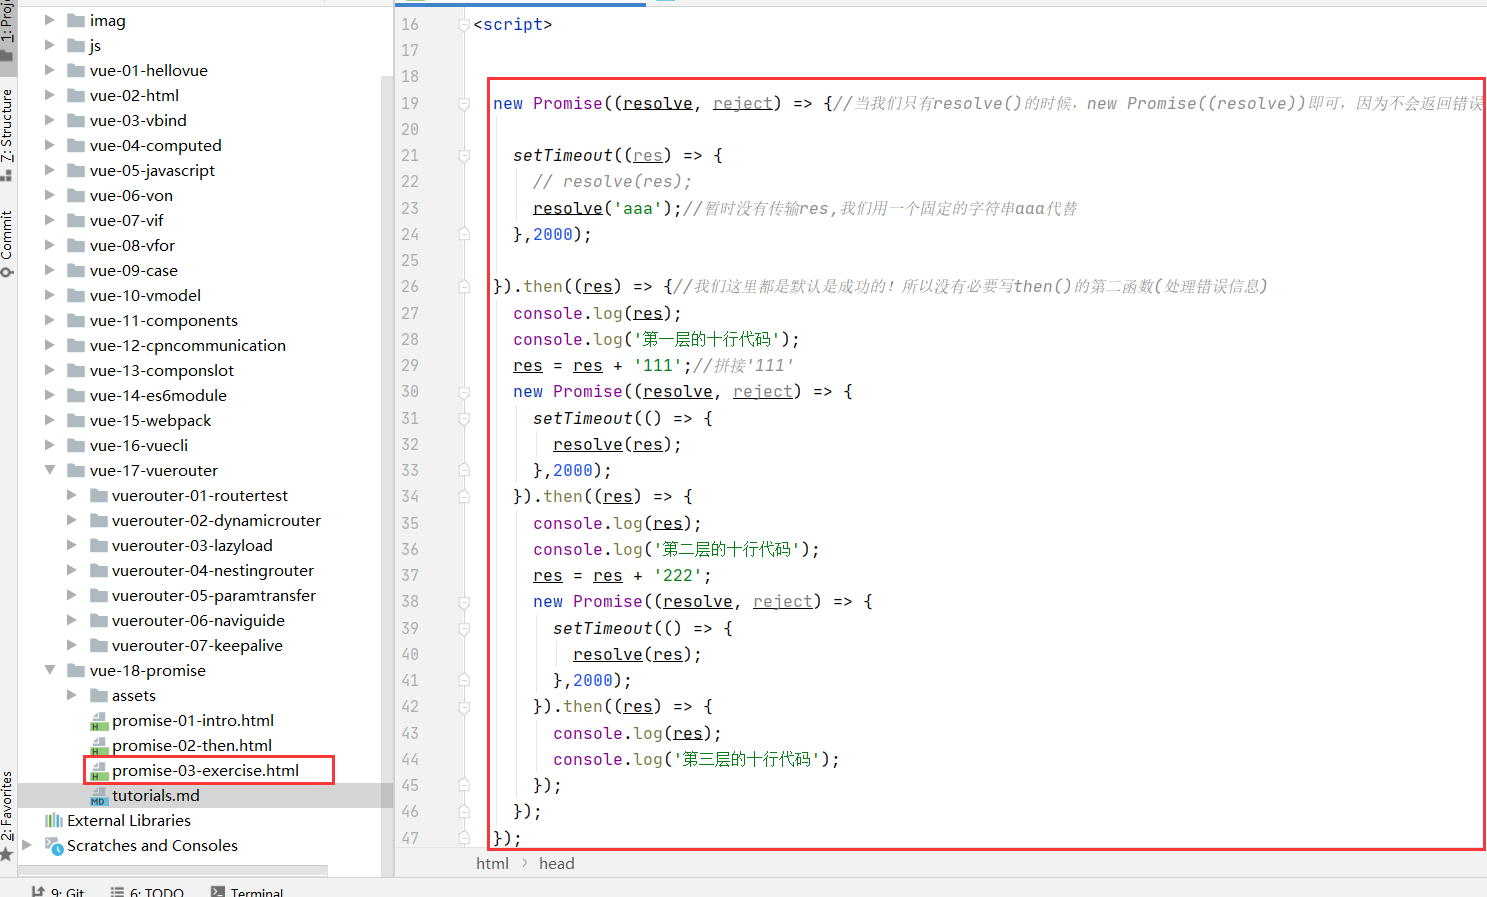 1: Proje
7: Structure
Commit
2: Favorites
imag
js
vue-01-hellovue
vue-02-html
vue-03-vbind
vue-04-computed
vue-05-javascript
vue-06-von
vue-07-vif
vue-08-vfor
vue-09-case
vue-10-vmodel
vue-11-components
vue-12-cpncommunication
vue-13-componslot
vue-14-es6module
vue-15-webpack
vue-16-vuecli
vue-17-vuerouter
vuerouter-01-routertest
vuerouter-02-dynamicrouter
vuerouter-03-lazyload
vuerouter-04-nestingrouter
vuerouter-05-paramtransfer
vuerouter-06-naviguide
vuerouter-07-keepalive
vue-18-promise
assets
promise-01-intro.html
promise-02-then.html
promise-03-exercise.html
tutorials.md
External Libraries
Scratches and Consoles
16 <script>
17
18
19 new Promise((resolve, reject) => {//当我们只有resolve()的时候，new Promise((resolve))即可，因为不会返回错误
20
21 setTimeout((res) => {
22 // resolve(res);
23 resolve('aaa');//暂时没有传输res,我们用一个固定的字符串aaa代替
24 },2000);
25
26 }).then((res) => {//我们这里都是默认是成功的！所以没有必要写then()的第二函数(处理错误信息)
27 console.log(res);
28 console.log('第一层的十行代码');
29 res = res + '111';//拼接'111'
30 new Promise((resolve, reject) => {
31 setTimeout(() => {
32 resolve(res);
33 },2000);
34 }).then((res) => {
35 console.log(res);
36 console.log('第二层的十行代码');
37 res = res + '222';
38 new Promise((resolve, reject) => {
39 setTimeout(() => {
40 resolve(res);
41 },2000);
42 }).then((res) => {
43 console.log(res);
44 console.log('第三层的十行代码');
45 });
46 });
47 });
html › head
9: Git 6: TODO Terminal